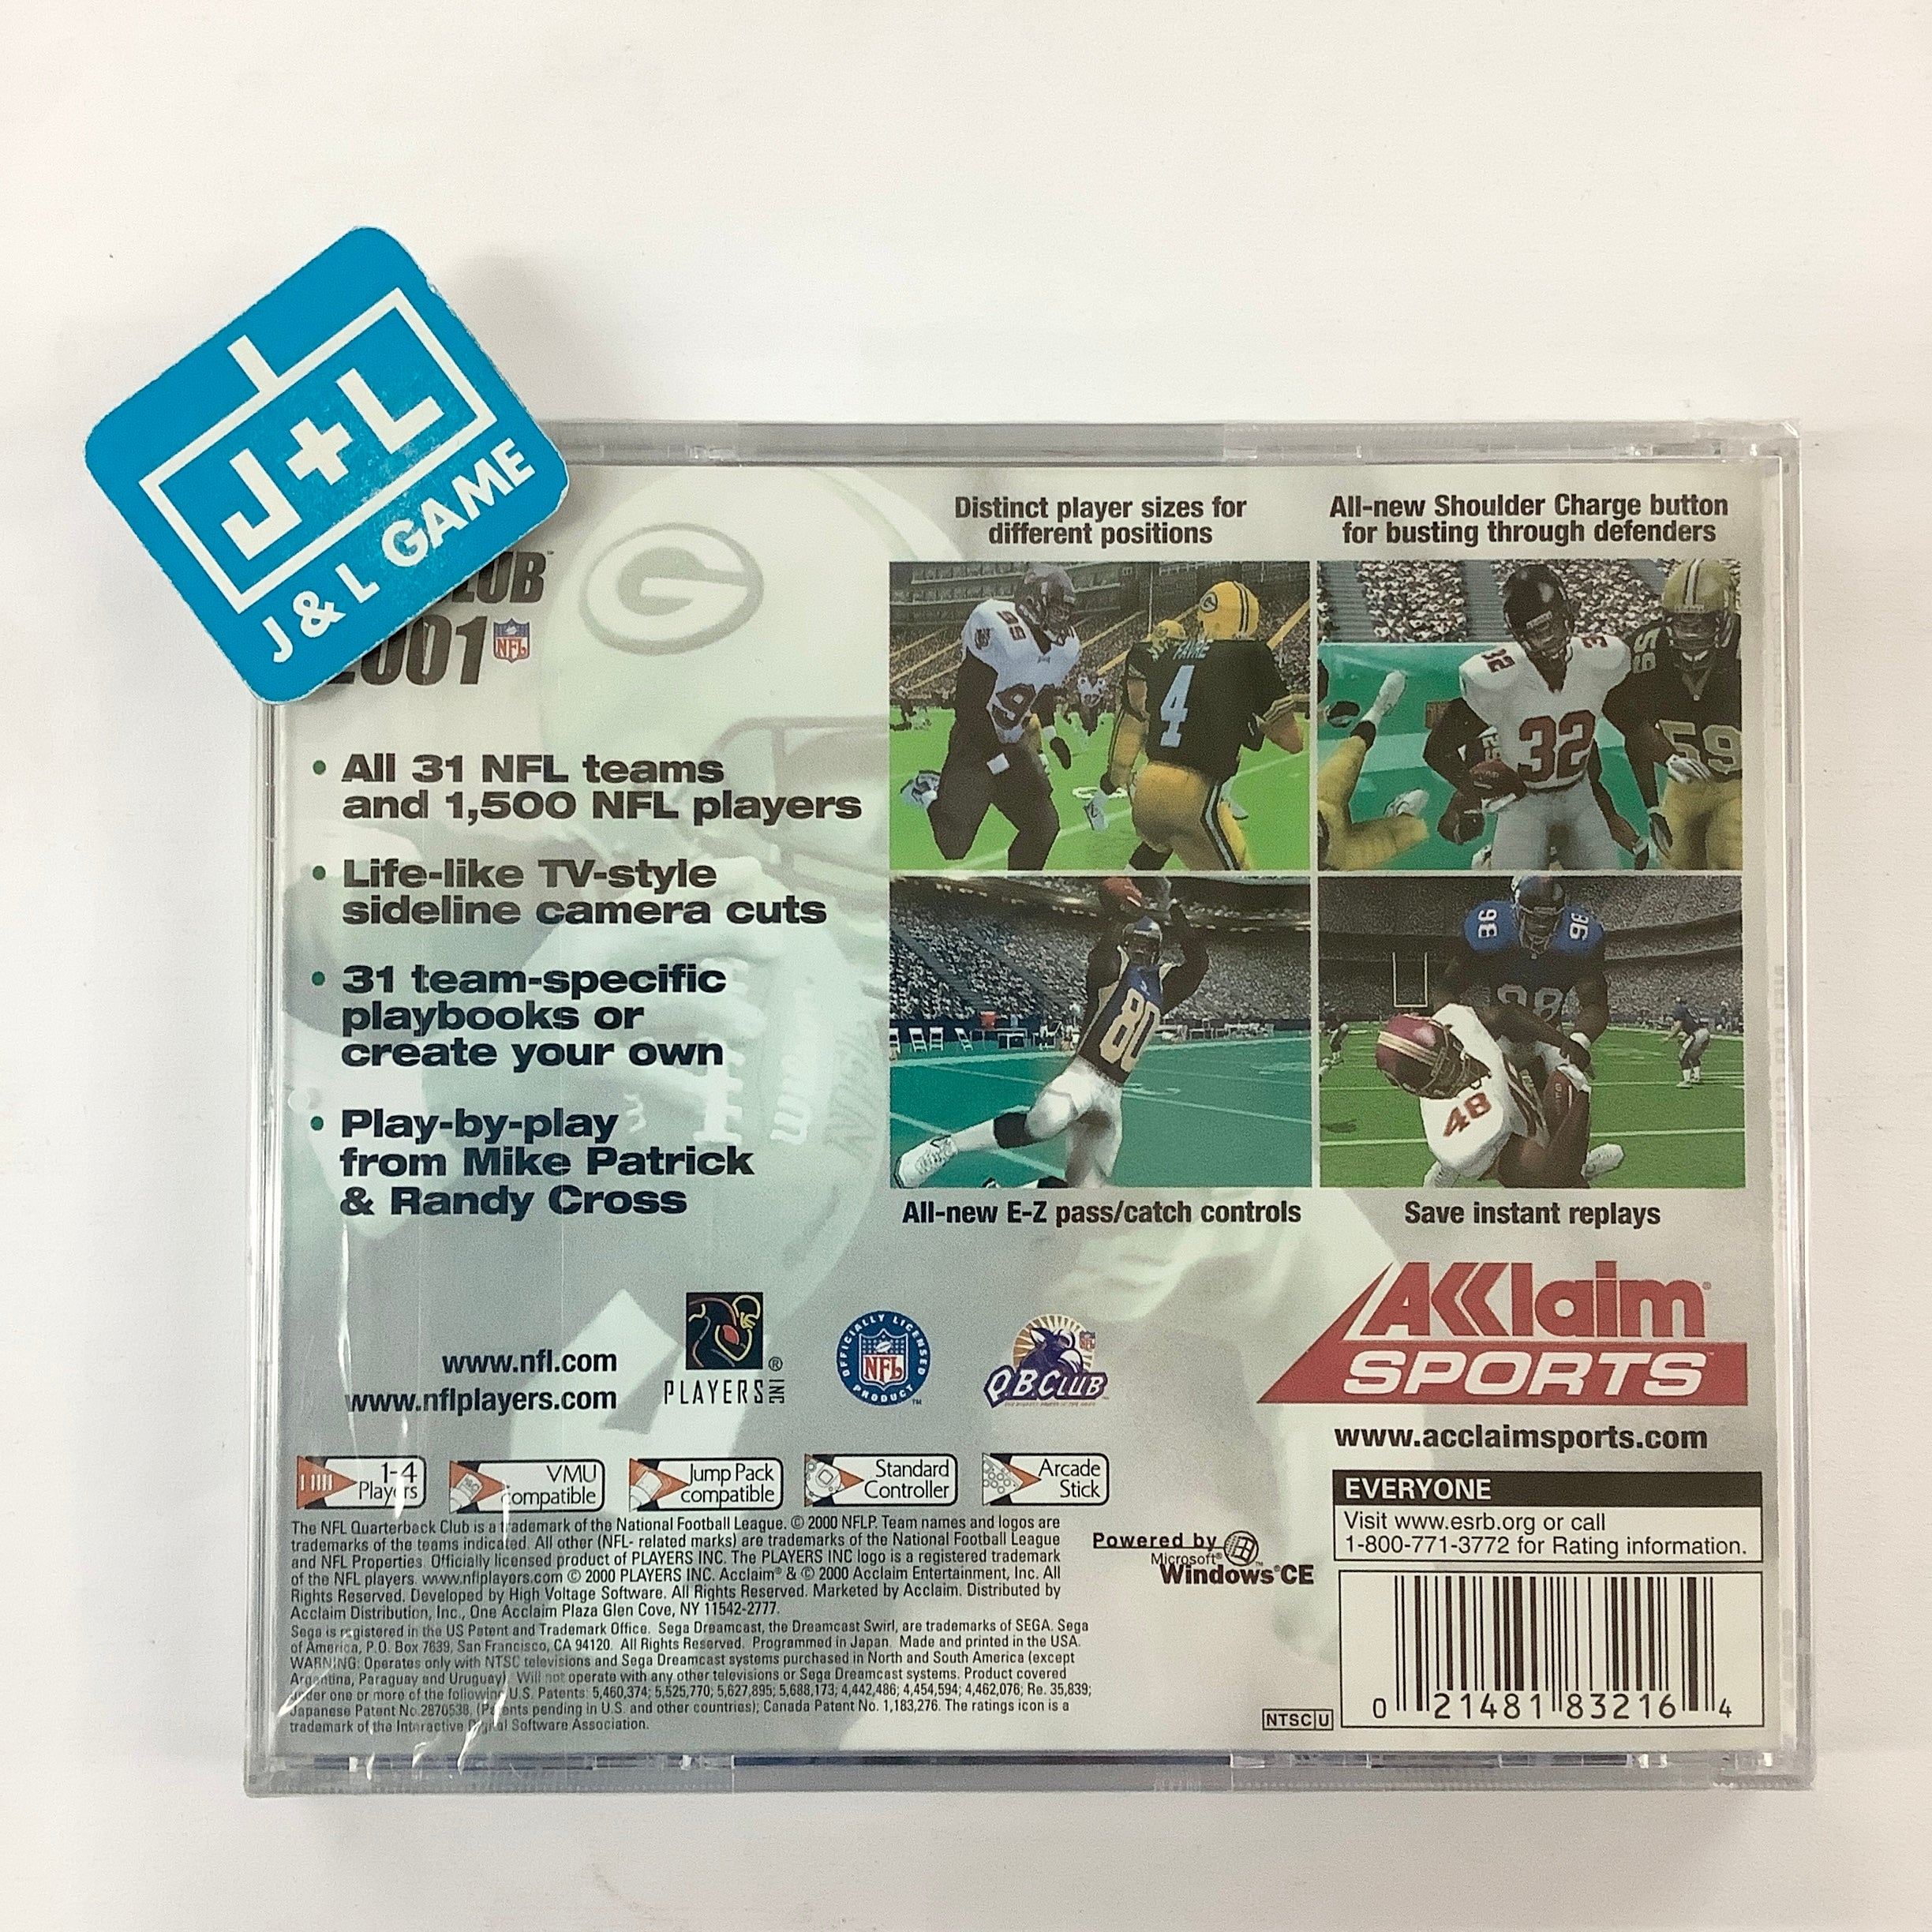 J+L
J & L GAME
CLUB™
2001
NFL
G
• All 31 NFL teams
and 1,500 NFL players
• Life-like TV-style
sideline camera cuts
• 31 team-specific
playbooks or
create your own
• Play-by-play
from Mike Patrick
& Randy Cross
Distinct player sizes for
different positions
All-new Shoulder Charge button
for busting through defenders
99
FAVRE
4
32
59
80
98
98
48
All-new E-Z pass/catch controls
Save instant replays
www.nfl.com
www.nflplayers.com
PLAYERS INC ®
OFFICIALLY LICENSED
NFL
PRODUCT
™
QB CLUB
Acclaim®
SPORTS™
www.acclaimsports.com
1-4
Players
VMU
compatible
Jump Pack
compatible
Standard
Controller
Arcade
Stick
The NFL Quarterback Club is a trademark of the National Football League. © 2000 NFLP. Team names and logos are
trademarks of the teams indicated. All other (NFL- related marks) are trademarks of the National Football League
and NFL Properties. Officially licensed product of PLAYERS INC. The PLAYERS INC logo is a registered trademark
of the NFL players. www.nflplayers.com © 2000 PLAYERS INC. Acclaim® & © 2000 Acclaim Entertainment, Inc. All
Rights Reserved. Developed by High Voltage Software. All Rights Reserved. Marketed by Acclaim. Distributed by
Acclaim Distribution, Inc., One Acclaim Plaza Glen Cove, NY 11542-2777.
Sega is registered in the US Patent and Trademark Office. Sega Dreamcast, the Dreamcast Swirl, are trademarks of SEGA. Sega
of America, P.O. Box 7639, San Francisco, CA 94120. All Rights Reserved. Programmed in Japan. Made and printed in the USA.
WARNING: Operates only with NTSC televisions and Sega Dreamcast systems purchased in North and South America (except
Argentina, Paraguay and Uruguay). Will not operate with any other televisions or Sega Dreamcast systems. Product covered
under one or more of the following U.S. Patents: 5,460,374; 5,525,770; 5,627,895; 5,688,173; 4,442,486; 4,454,594; 4,462,076; Re. 35,839;
Japanese Patent No. 2870538, (Patents pending in U.S. and other countries); Canada Patent No. 1,183,276. The ratings icon is a
trademark of the Interactive Digital Software Association.
Powered by
Microsoft®
Windows®CE
EVERYONE
Visit www.esrb.org or call
1-800-771-3772 for Rating information.
0 21481 83216 4
NTSC U